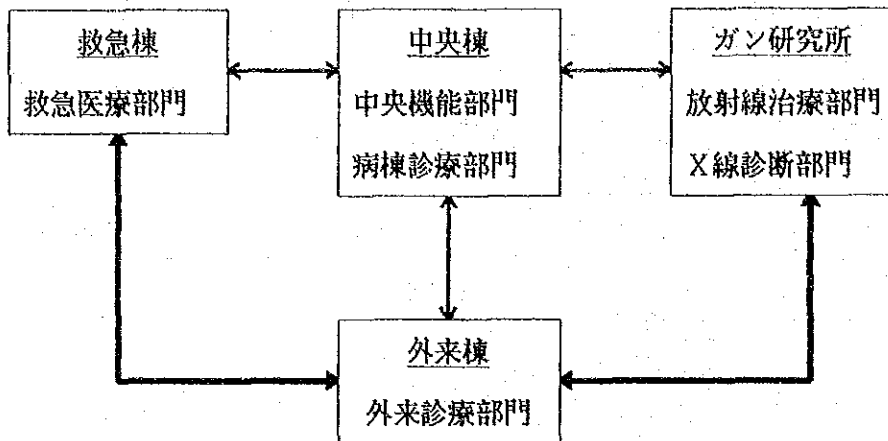 救急棟
救急医療部門
中央棟
中央機能部門
病棟診療部門
ガン研究所
放射線治療部門
X線診断部門
外来棟
外来診療部門